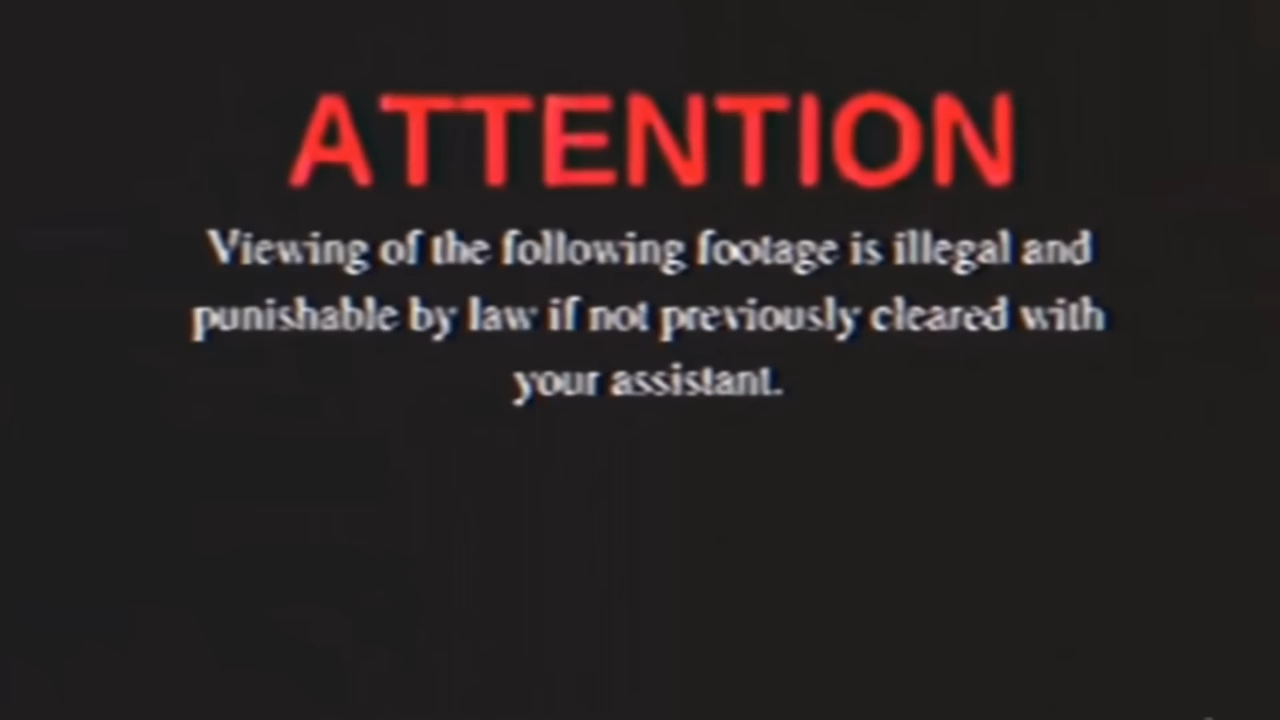 ATTENTION
Viewing of the following footage is illegal and
punishable by law if not previously cleared with
your assistant.